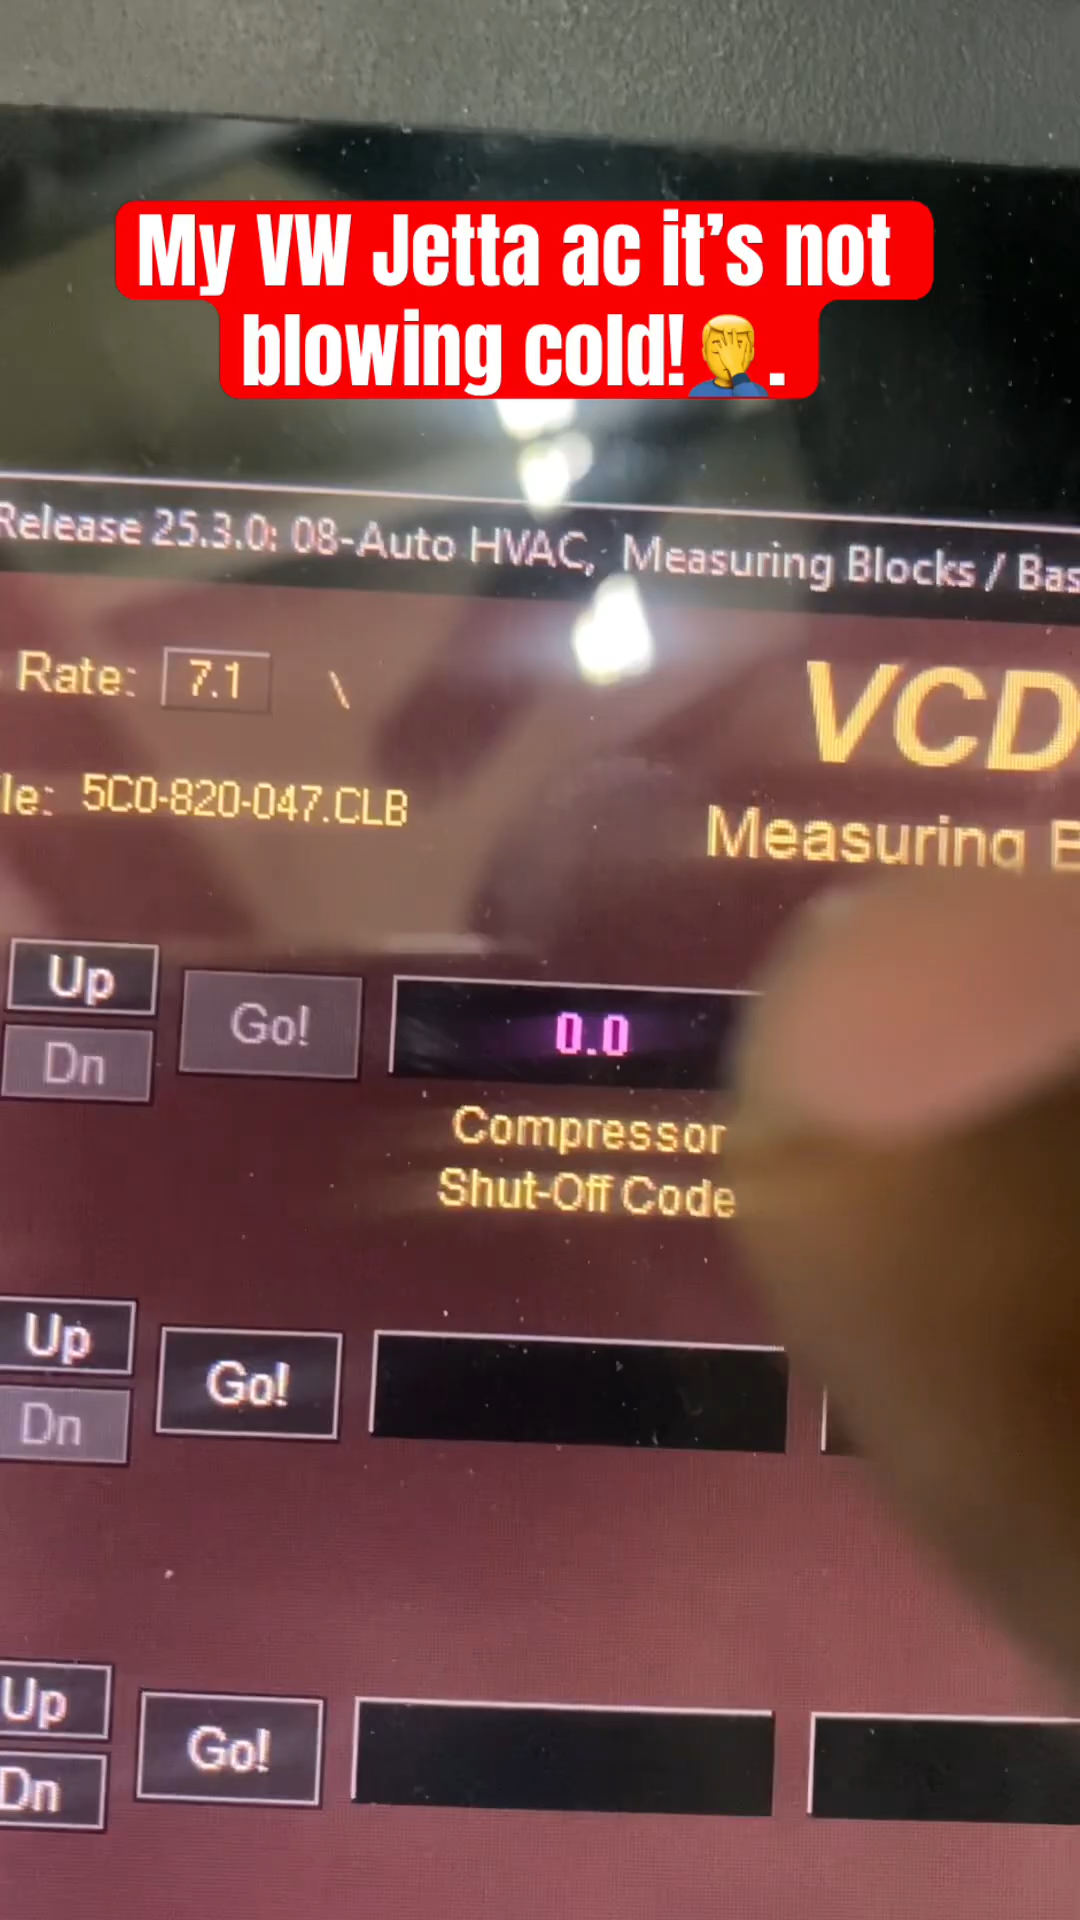 My VW Jetta ac it's not
blowing cold!🤦‍♂️.
Release 25.3.0: 08-Auto HVAC, Measuring Blocks / Bas
Rate: 7.1 \
VCD
le: 5C0-820-047.CLB
Measuring B
Up
Go!
0.0
Dn
Compressor
Shut-Off Code
Up
Go!
Dn
Up
Go!
Dn